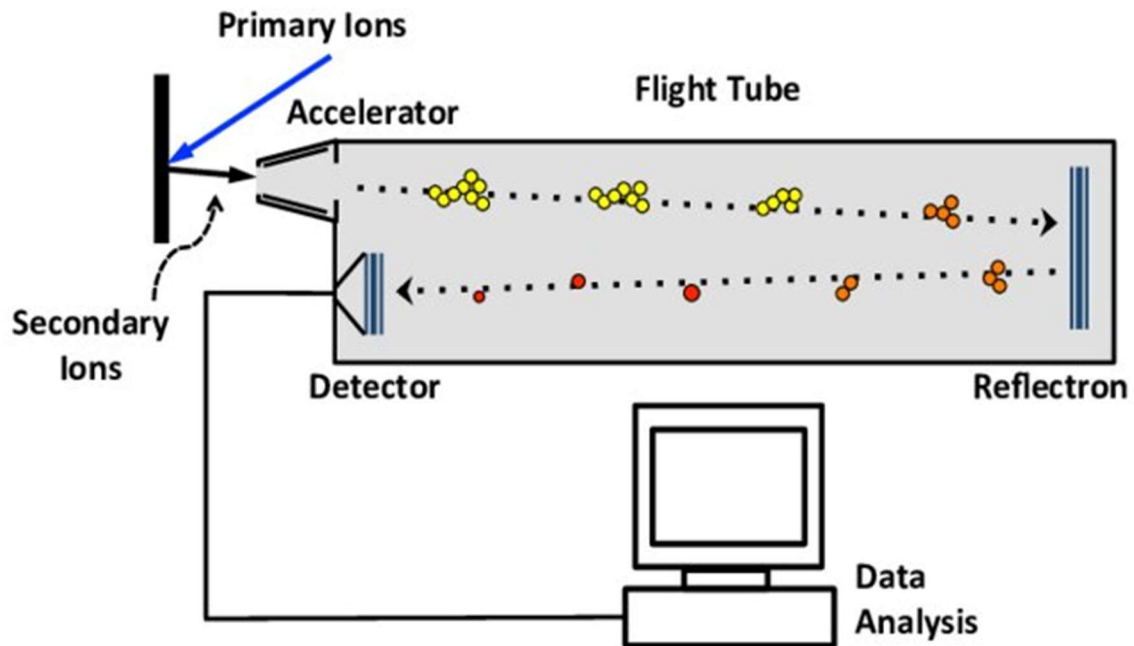 Primary Ions
Flight Tube
Accelerator
Secondary
Ions
Detector
Reflectron
Data
Analysis